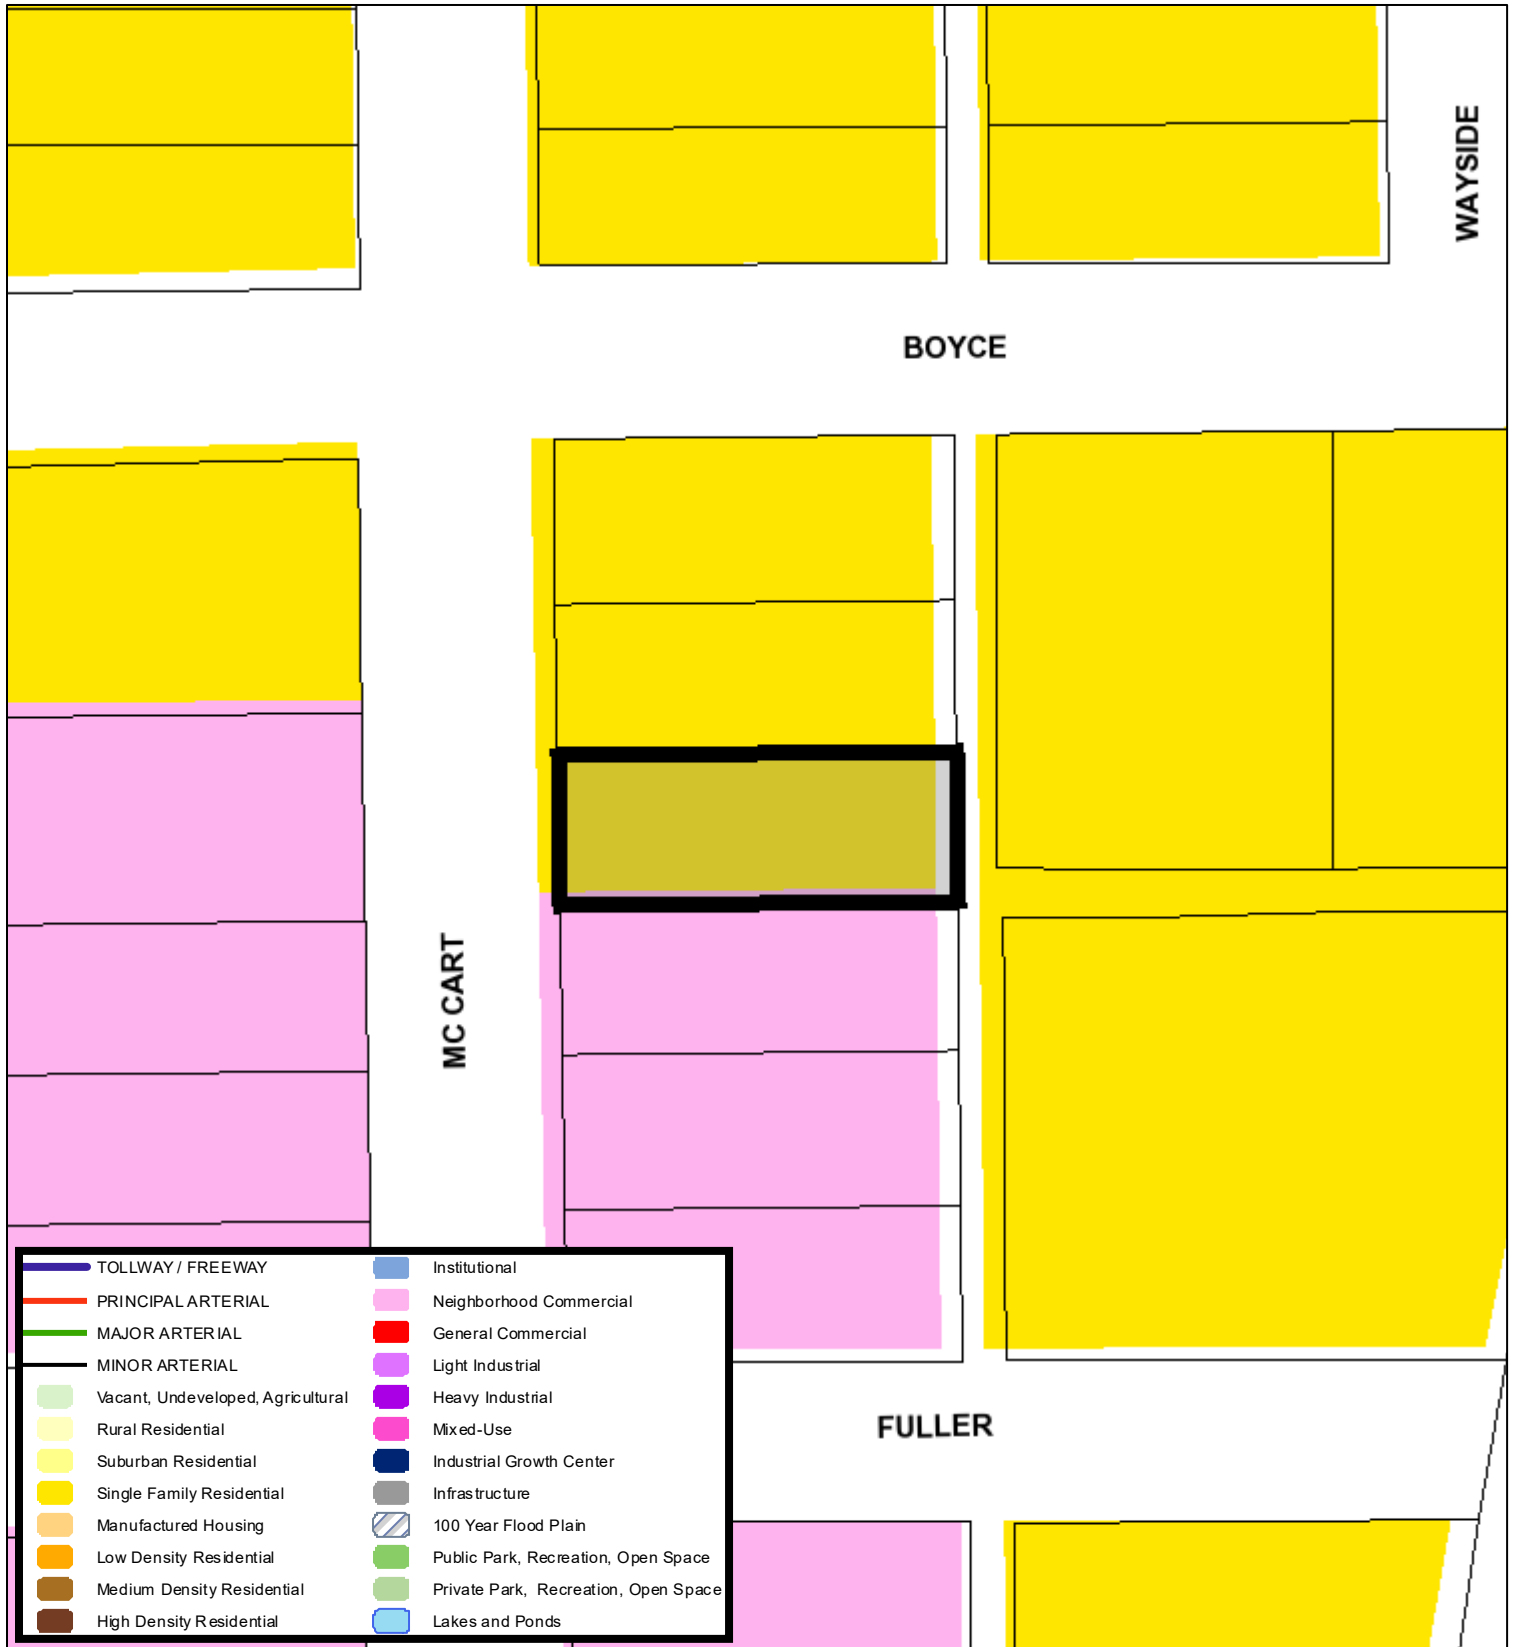 WAYSIDE
BOYCE
MC CART
FULLER
TOLLWAY / FREEWAY
PRINCIPAL ARTERIAL
MAJOR ARTERIAL
MINOR ARTERIAL
Vacant, Undeveloped, Agricultural
Rural Residential
Suburban Residential
Single Family Residential
Manufactured Housing
Low Density Residential
Medium Density Residential
High Density Residential
Institutional
Neighborhood Commercial
General Commercial
Light Industrial
Heavy Industrial
Mixed-Use
Industrial Growth Center
Infrastructure
100 Year Flood Plain
Public Park, Recreation, Open Space
Private Park, Recreation, Open Space
Lakes and Ponds